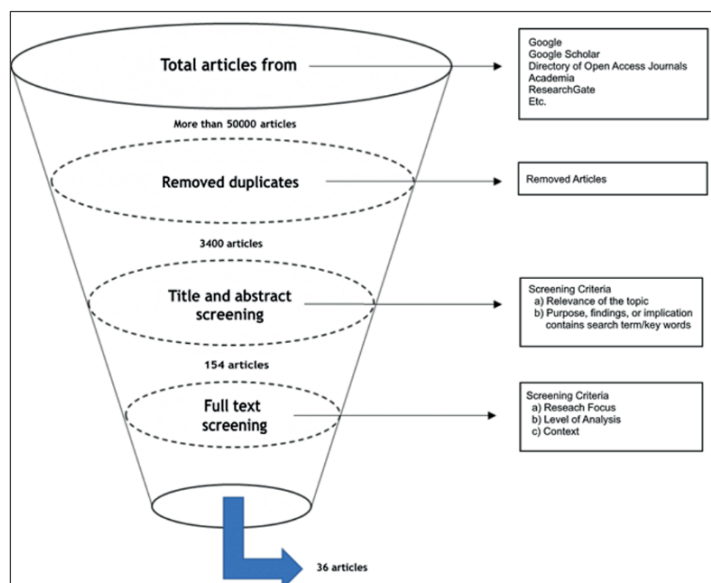 Total articles from
Google
Google Scholar
Directory of Open Access Journals
Academia
ResearchGate
Etc.
More than 50000 articles
Removed duplicates
Removed Articles
3400 articles
Title and abstract
screening
Screening Criteria
a) Relevance of the topic
b) Purpose, findings, or implication
contains search term/key words
154 articles
Full text
screening
Screening Criteria
a) Reseach Focus
b) Level of Analysis
c) Context
36 articles